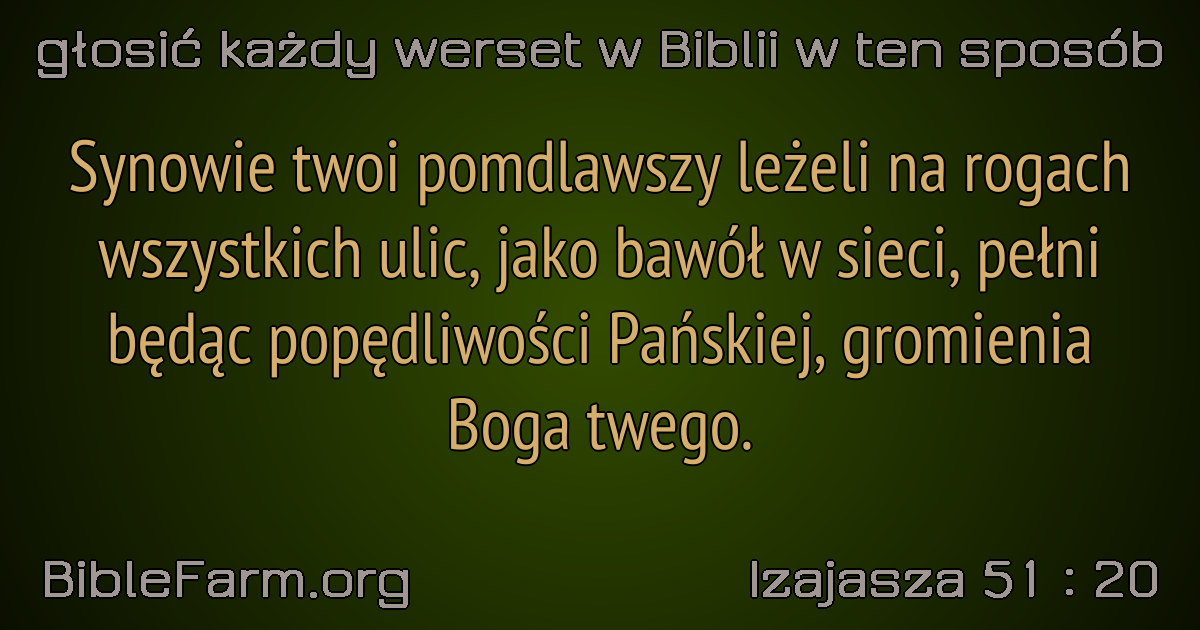 głosić każdy werset w Biblii w ten sposób
Synowie twoi pomdlawszy leżeli na rogach
wszystkich ulic, jako bawół w sieci, pełni
będąc popędliwości Pańskiej, gromienia
Boga twego.
BibleFarm.org
Izajasza 51 : 20